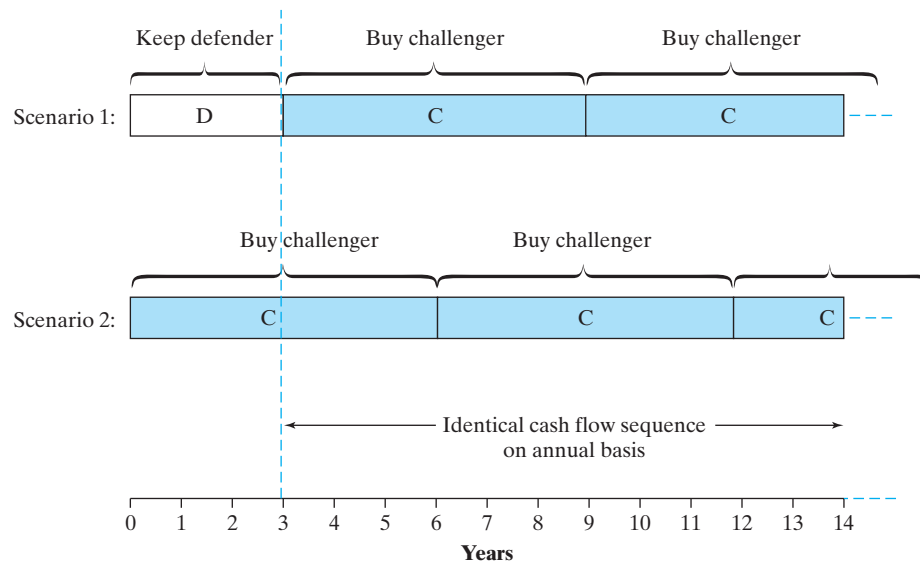 Keep defender
Buy challenger
Buy challenger
Scenario 1:
D
C
C
Buy challenger
Buy challenger
Scenario 2:
C
C
C
Identical cash flow sequence
on annual basis
0 1 2 3 4 5 6 7 8 9 10 11 12 13 14
Years